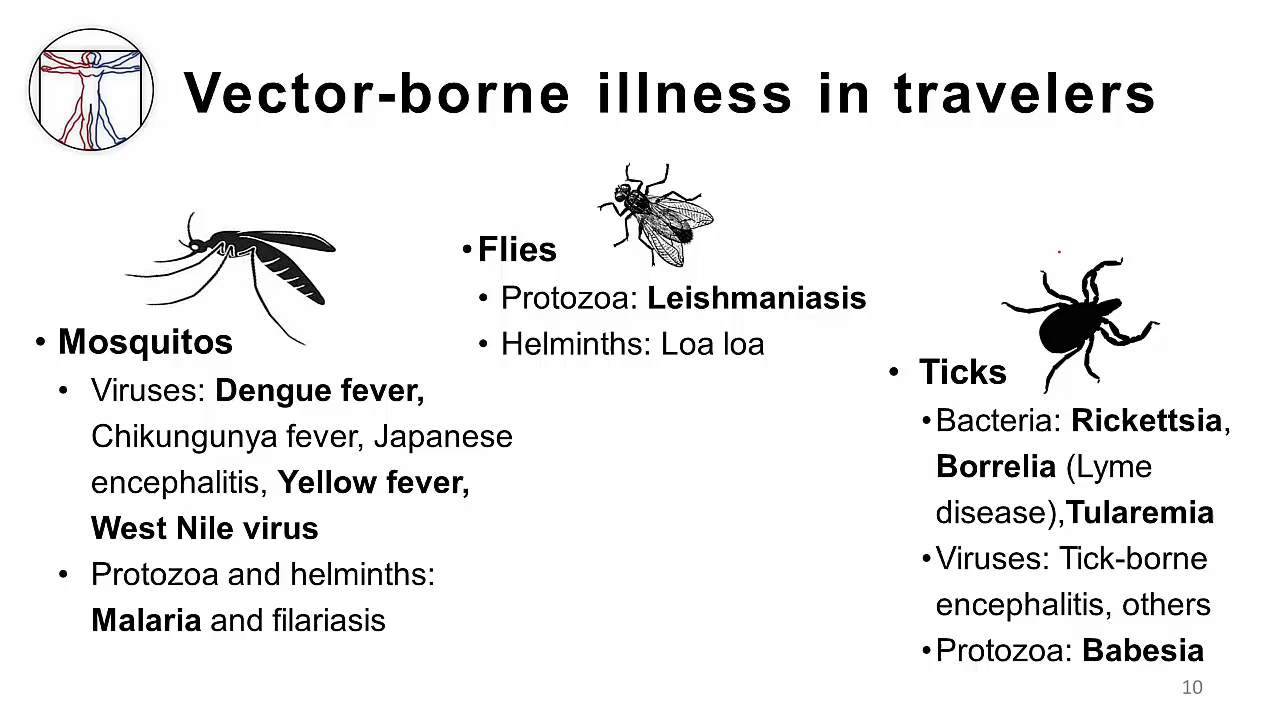 Vector-borne illness in travelers
• Mosquitos
• Viruses: Dengue fever,
Chikungunya fever, Japanese
encephalitis, Yellow fever,
West Nile virus
• Protozoa and helminths:
Malaria and filariasis
• Flies
• Protozoa: Leishmaniasis
• Helminths: Loa loa
• Ticks
• Bacteria: Rickettsia,
Borrelia (Lyme
disease),Tularemia
• Viruses: Tick-borne
encephalitis, others
• Protozoa: Babesia
10